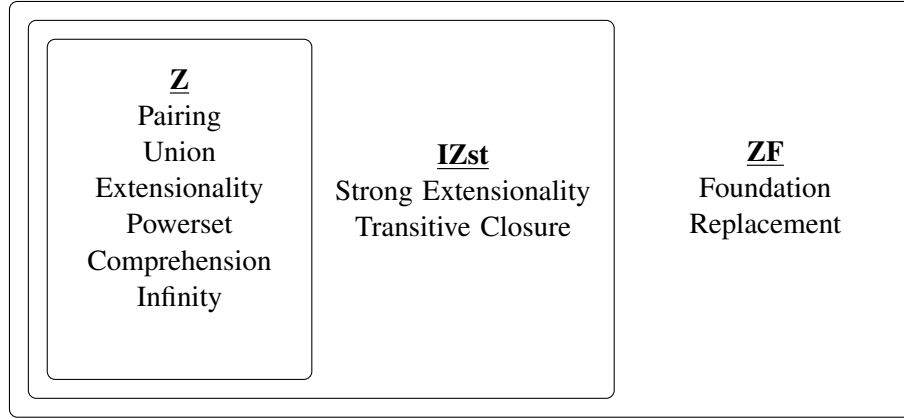 Z
Pairing
Union
Extensionality
Powerset
Comprehension
Infinity
IZst
Strong Extensionality
Transitive Closure
ZF
Foundation
Replacement